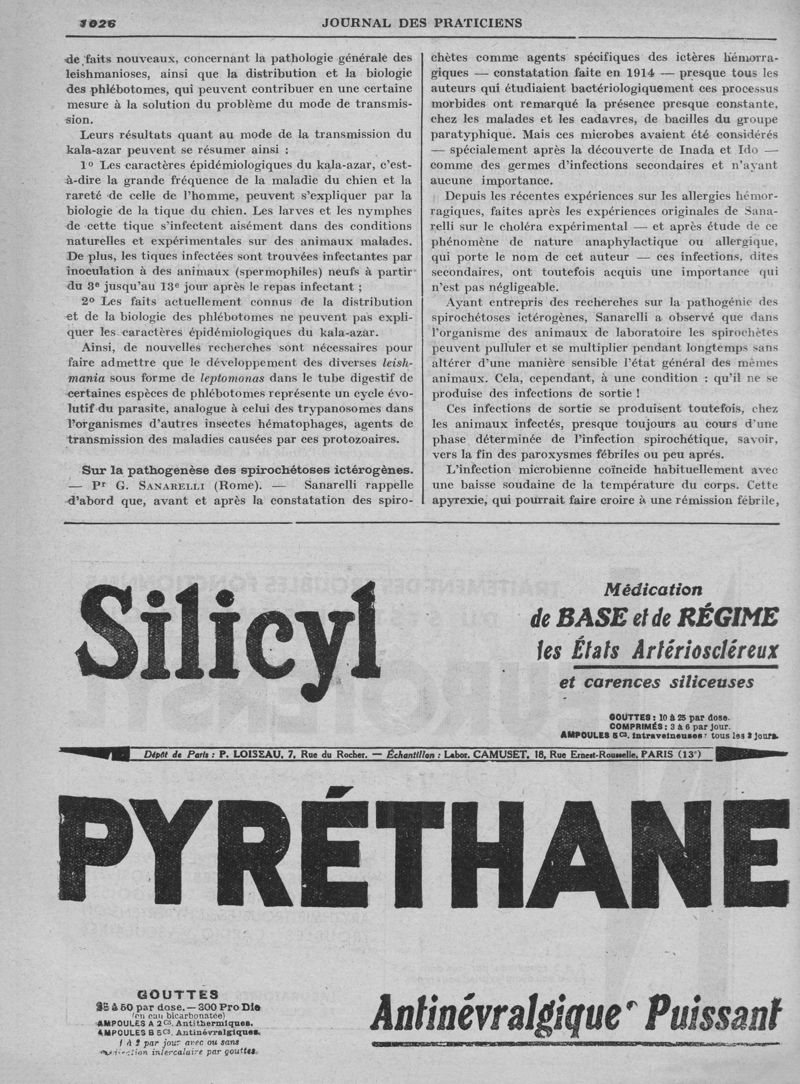 1026
JOURNAL DES PRATICIENS
de faits nouveaux, concernant la pathologie générale des
leishmanioses, ainsi que la distribution et la biologie
des phlébotomes, qui peuvent contribuer en une certaine
mesure à la solution du problème du mode de transmis-
sion.
Leurs résultats quant au mode de la transmission du
kala-azar peuvent se résumer ainsi :
1° Les caractères épidémiologiques du kala-azar, c'est-
à-dire la grande fréquence de la maladie du chien et la
rareté de celle de l'homme, peuvent s'expliquer par la
biologie de la tique du chien. Les larves et les nymphes
de cette tique s'infectent aisément dans des conditions
naturelles et expérimentales sur des animaux malades.
De plus, les tiques infectées sont trouvées infectantes par
inoculation à des animaux (spermophiles) neufs à partir
du 3e jusqu'au 13e jour après le repas infectant ;
2° Les faits actuellement connus de la distribution
et de la biologie des phlébotomes ne peuvent pas expli-
quer les caractères épidémiologiques du kala-azar.
Ainsi, de nouvelles recherches sont nécessaires pour
faire admettre que le développement des diverses leish-
mania sous forme de leptomonas dans le tube digestif de
certaines espèces de phlébotomes représente un cycle évo-
lutif du parasite, analogue à celui des trypanosomes dans
l'organismes d'autres insectes hématophages, agents de
transmission des maladies causées par ces protozoaires.
Sur la pathogenèse des spirochétoses ictérogènes.
— Pr G. SANARELLI (Rome). — Sanarelli rappelle
d'abord que, avant et après la constatation des spiro-
chètes comme agents spécifiques des ictères hémorra-
giques — constatation faite en 1914 — presque tous les
auteurs qui étudiaient bactériologiquement ces processus
morbides ont remarqué la présence presque constante,
chez les malades et les cadavres, de bacilles du groupe
paratyphique. Mais ces microbes avaient été considérés
— spécialement après la découverte de Inada et Ido —
comme des germes d'infections secondaires et n'ayant
aucune importance.
Depuis les récentes expériences sur les allergies hémor-
ragiques, faites après les expériences originales de Sana-
relli sur le choléra expérimental — et après étude de ce
phénomène de nature anaphylactique ou allergique,
qui porte le nom de cet auteur — ces infections, dites
secondaires, ont toutefois acquis une importance qui
n'est pas négligeable.
Ayant entrepris des recherches sur la pathogénie des
spirochétoses ictérogènes, Sanarelli a observé que dans
l'organisme des animaux de laboratoire les spirochètes
peuvent pulluler et se multiplier pendant longtemps sans
altérer d'une manière sensible l'état général des mêmes
animaux. Cela, cependant, à une condition : qu'il ne se
produise des infections de sortie !
Ces infections de sortie se produisent toutefois, chez
les animaux infectés, presque toujours au cours d'une
phase déterminée de l'infection spirochétique, savoir,
vers la fin des paroxysmes fébriles ou peu après.
L'infection microbienne coïncide habituellement avec
une baisse soudaine de la température du corps. Cette
apyrexie, qui pourrait faire croire à une rémission fébrile,
Silicyl
Médication
de BASE et de RÉGIME
les États Artérioscléreux
et carences siliceuses
GOUTTES : 10 à 25 par dose.
COMPRIMÉS : 3 à 6 par jour.
AMPOULES 5 cs. intraveineuses : tous les 2 jours.
Dépôt de Paris : P. LOISEAU, 7, Rue du Rocher. — Échantillon : Labor. CAMUSET, 18, Rue Ernest-Rousselle, PARIS (13e)
PYRÉTHANE
GOUTTES
25 à 50 par dose. — 300 Pro Die
(en eau bicarbonatée)
AMPOULES A 2 cs. Antithermiques.
AMPOULES B 5 cs. Antinévralgiques.
1 à 2 par jour avec ou sans
intercalaire par gouttes.
Antinévralgique Puissant